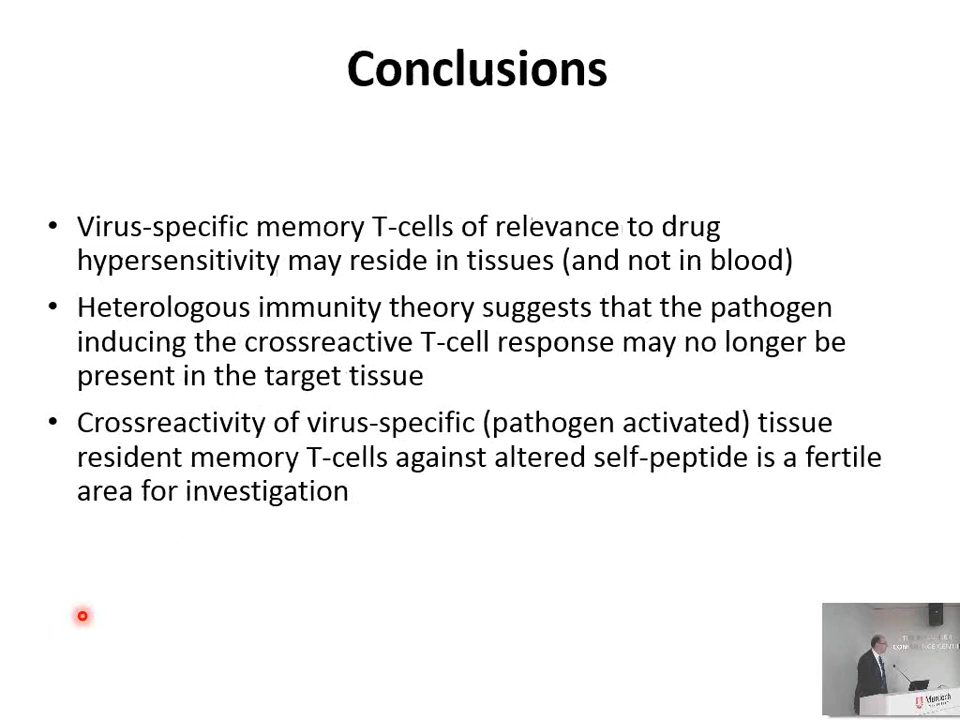 Conclusions
• Virus-specific memory T-cells of relevance to drug
hypersensitivity may reside in tissues (and not in blood)
• Heterologous immunity theory suggests that the pathogen
inducing the crossreactive T-cell response may no longer be
present in the target tissue
• Crossreactivity of virus-specific (pathogen activated) tissue
resident memory T-cells against altered self-peptide is a fertile
area for investigation
Murdoch